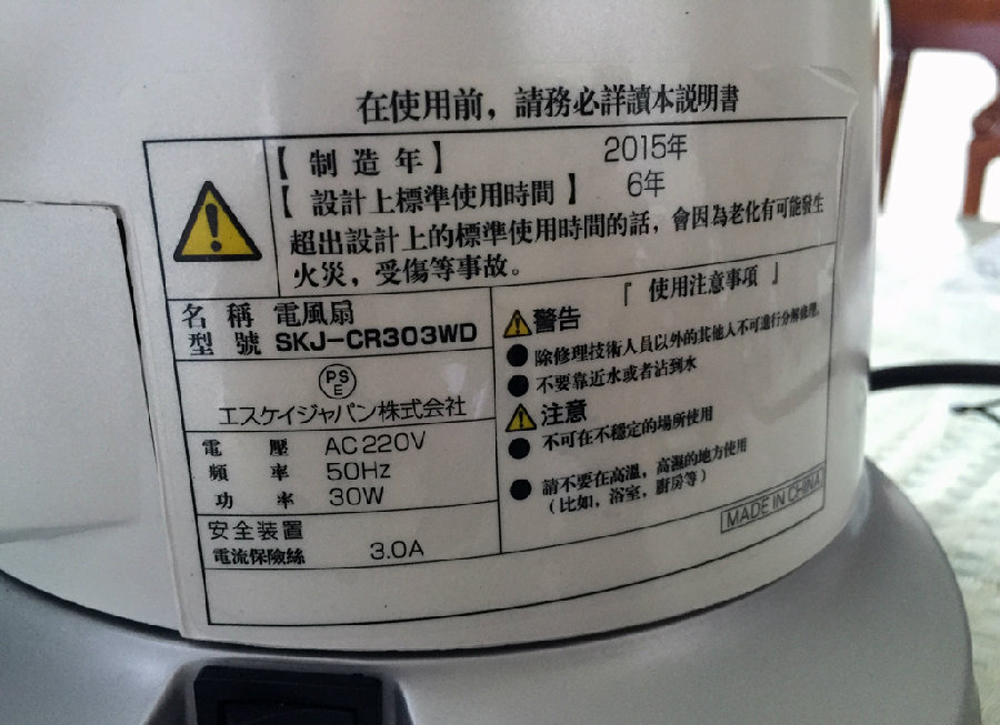 在使用前，請務必詳讀本説明書
【 制 造 年 】 2015年
【 設計上標準使用時間 】 6年
超出設計上的標準使用時間的話，會因為老化有可能發生
火災，受傷等事故。
名 稱 電風扇
型 號 SKJ-CR303WD
PS
E
エスケイジャパン株式会社
電 壓 AC220V
頻 率 50Hz
功 率 30W
安全装置
電流保險絲 3.0A
『 使用注意事項 』
警告
● 除修理技術人員以外的其他人不可進行分解修理。
● 不要靠近水或者沾到水
注意
● 不可在不穩定的場所使用
● 請不要在高溫，高濕的地方使用
（比如，浴室，廚房等）
MADE IN CHINA